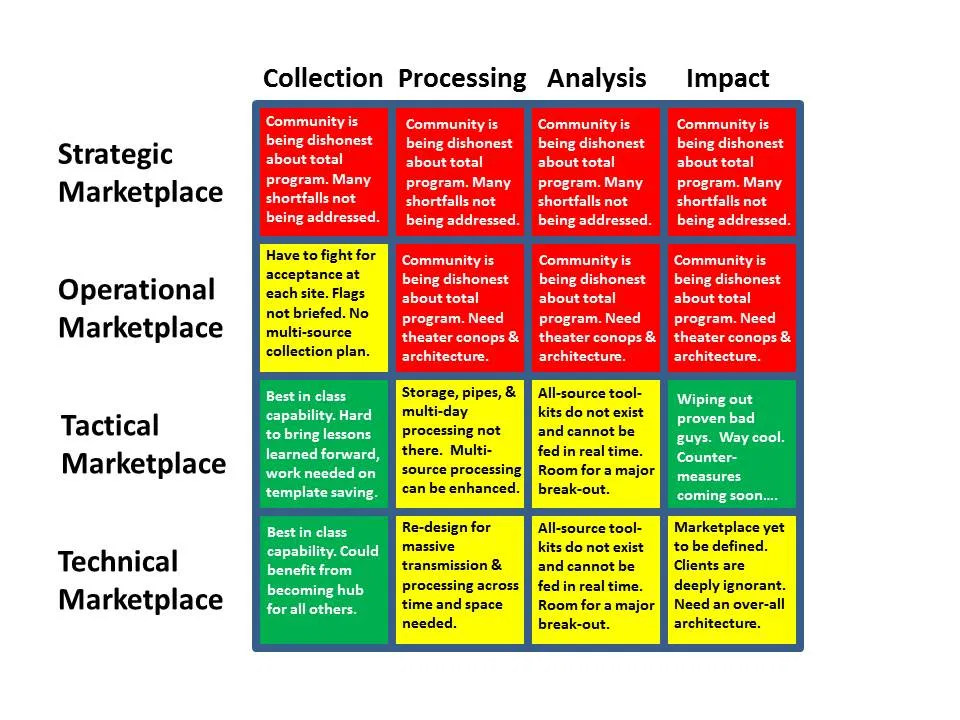 Collection Processing Analysis Impact
Strategic
Marketplace
Community is
being dishonest
about total
program. Many
shortfalls not
being addressed.
Community is
being dishonest
about total
program. Many
shortfalls not
being addressed.
Community is
being dishonest
about total
program. Many
shortfalls not
being addressed.
Community is
being dishonest
about total
program. Many
shortfalls not
being addressed.
Operational
Marketplace
Have to fight for
acceptance at
each site. Flags
not briefed. No
multi-source
collection plan.
Community is
being dishonest
about total
program. Need
theater conops &
architecture.
Community is
being dishonest
about total
program. Need
theater conops &
architecture.
Community is
being dishonest
about total
program. Need
theater conops &
architecture.
Tactical
Marketplace
Best in class
capability. Hard
to bring lessons
learned forward,
work needed on
template saving.
Storage, pipes, &
multi-day
processing not
there. Multi-
source processing
can be enhanced.
All-source tool-
kits do not exist
and cannot be
fed in real time.
Room for a major
break-out.
Wiping out
proven bad
guys. Way cool.
Counter-
measures
coming soon....
Technical
Marketplace
Best in class
capability. Could
benefit from
becoming hub
for all others.
Re-design for
massive
transmission &
processing across
time and space
needed.
All-source tool-
kits do not exist
and cannot be
fed in real time.
Room for a major
break-out.
Marketplace yet
to be defined.
Clients are
deeply ignorant.
Need an over-all
architecture.